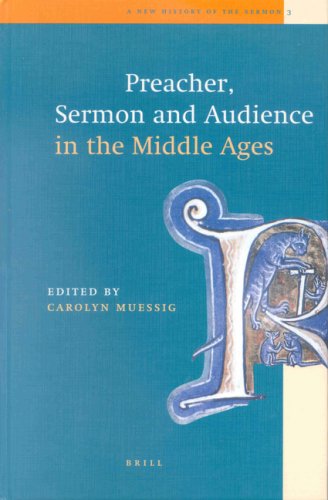 A NEW HISTORY OF THE SERMON 3
Preacher,
Sermon and Audience
in the Middle Ages
EDITED BY
CAROLYN MUESSIG
BRILL